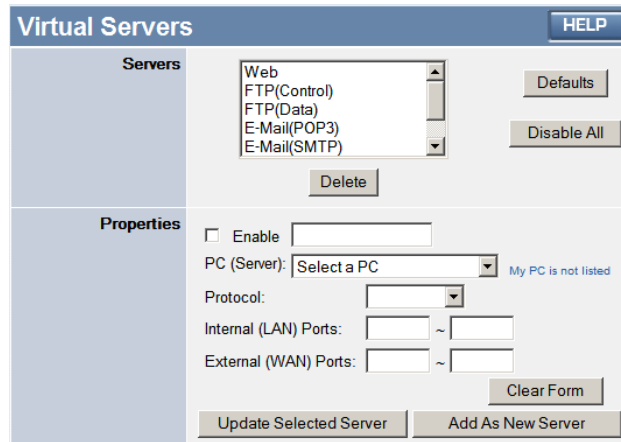 Virtual Servers
HELP
Servers
Web
FTP(Control)
FTP(Data)
E-Mail(POP3)
E-Mail(SMTP)
Defaults
Disable All
Delete
Properties
Enable
PC (Server): Select a PC My PC is not listed
Protocol:
Internal (LAN) Ports: ~
External (WAN) Ports: ~
Clear Form
Update Selected Server Add As New Server